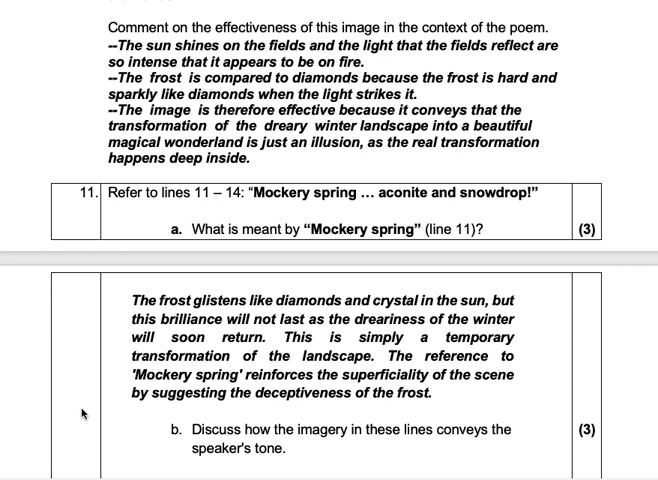 Comment on the effectiveness of this image in the context of the poem.
--The sun shines on the fields and the light that the fields reflect are
so intense that it appears to be on fire.
--The frost is compared to diamonds because the frost is hard and
sparkly like diamonds when the light strikes it.
--The image is therefore effective because it conveys that the
transformation of the dreary winter landscape into a beautiful
magical wonderland is just an illusion, as the real transformation
happens deep inside.
11. Refer to lines 11 – 14: “Mockery spring … aconite and snowdrop!”
a. What is meant by “Mockery spring” (line 11)? (3)
The frost glistens like diamonds and crystal in the sun, but
this brilliance will not last as the dreariness of the winter
will soon return. This is simply a temporary
transformation of the landscape. The reference to
'Mockery spring' reinforces the superficiality of the scene
by suggesting the deceptiveness of the frost.
b. Discuss how the imagery in these lines conveys the (3)
speaker's tone.